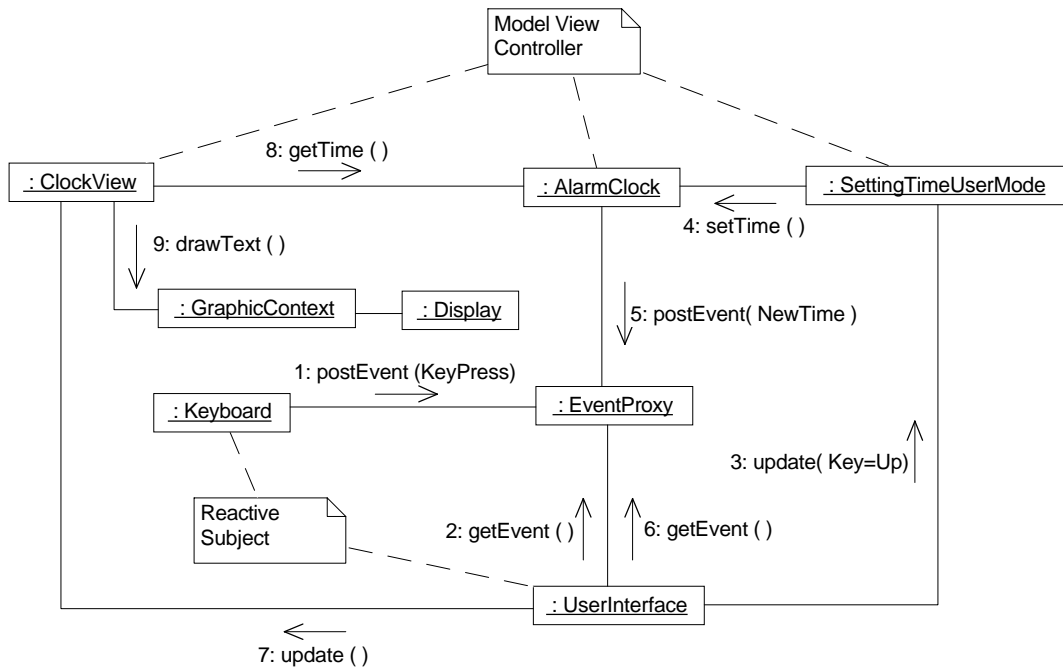 Model View
Controller
8: getTime ( )
: ClockView
: AlarmClock
: SettingTimeUserMode
4: setTime ( )
9: drawText ( )
: GraphicContext
: Display
5: postEvent( NewTime )
1: postEvent (KeyPress)
: Keyboard
: EventProxy
3: update( Key=Up)
Reactive
Subject
2: getEvent ( )
6: getEvent ( )
: UserInterface
7: update ( )